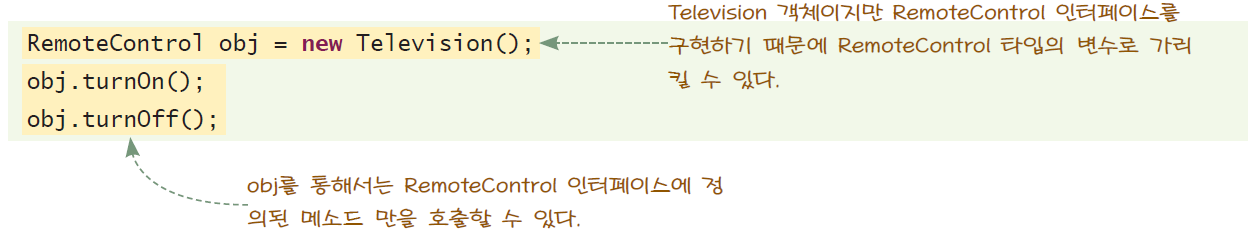 Television 객체이지만 RemoteControl 인터페이스를
RemoteControl obj = new Television();
구현하기 때문에 RemoteControl 타입의 변수로 가리
킬 수 있다.
obj.turnOn();
obj.turnOff();
obj를 통해서는 RemoteControl 인터페이스에 정
의된 메소드 만을 호출할 수 있다.